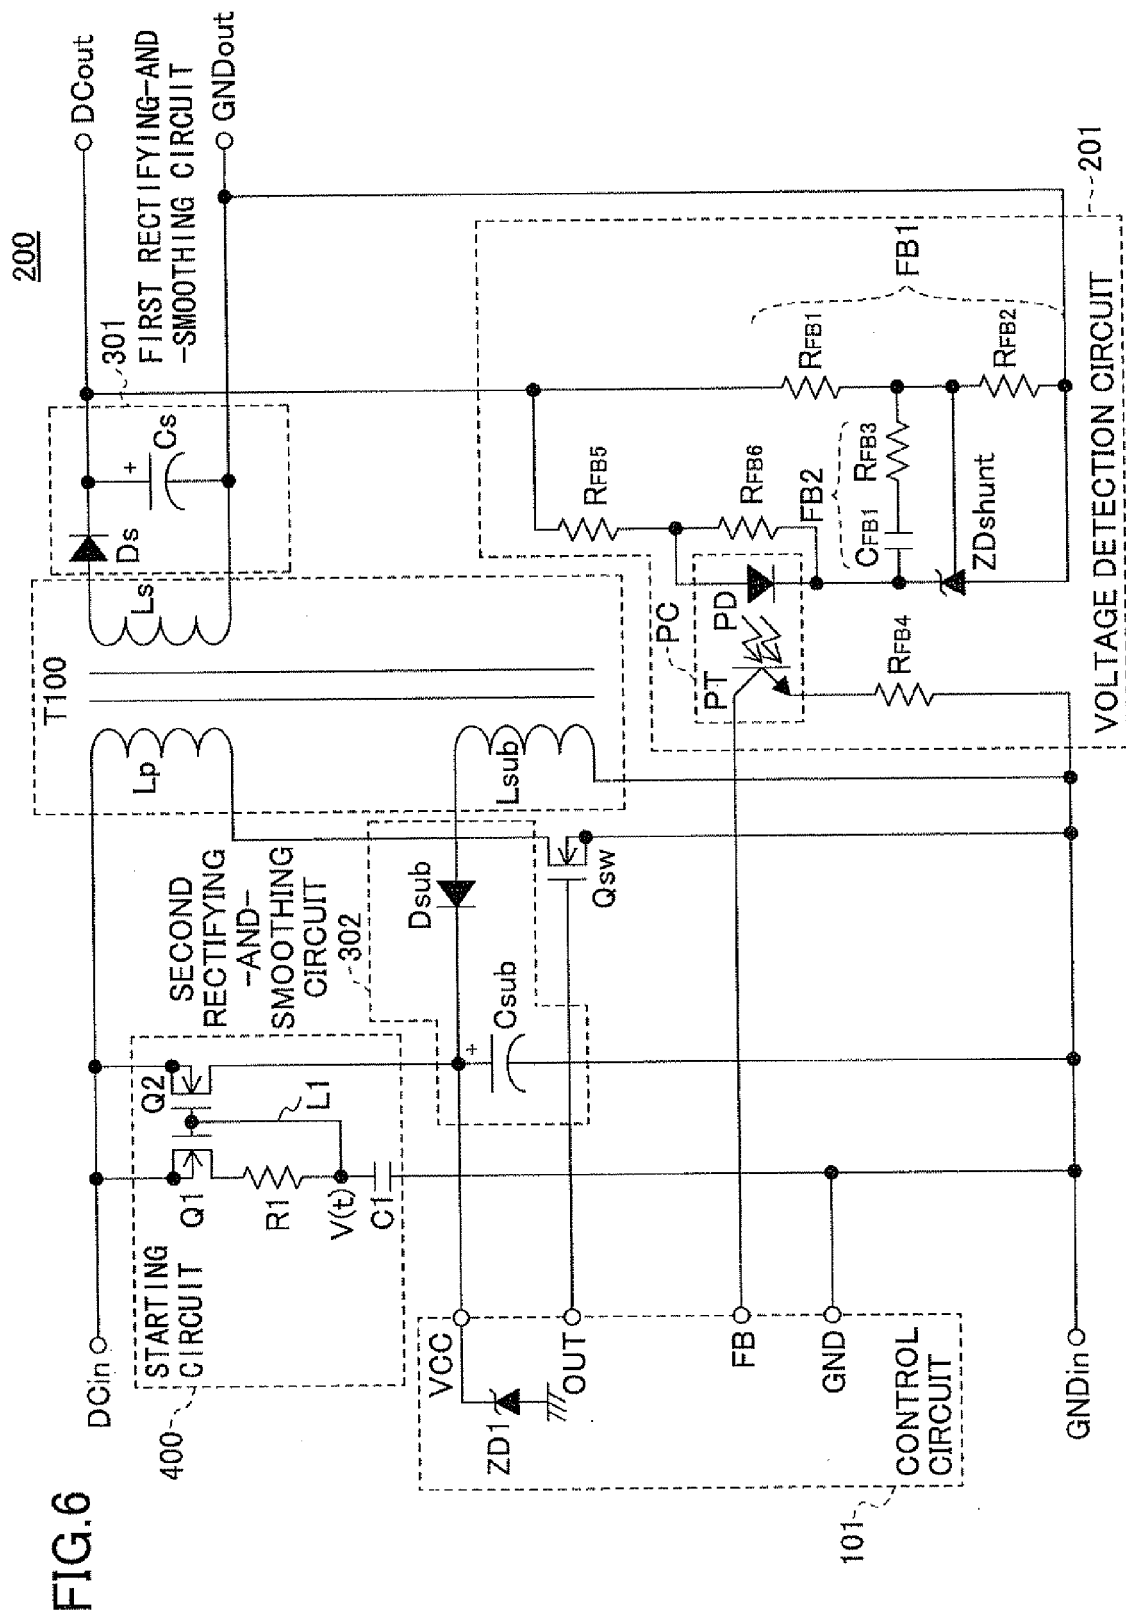 FIG.6
200
DCin
DCout
GNDout
STARTING
CIRCUIT
400
Q1
Q2
R1
V(t)
C1
L1
SECOND
RECTIFYING
-AND-
SMOOTHING
CIRCUIT
302
Dsub
Csub
+
T100
Lp
Ls
Lsub
Ds
Cs
+
301
FIRST RECTIFYING-AND
-SMOOTHING CIRCUIT
Qsw
VCC
ZD1
OUT
FB
GND
CONTROL
CIRCUIT
101
GNDin
PC
PT
PD
RFB4
RFB5
RFB6
FB2
CFB1
RFB3
RFB1
RFB2
FB1
ZDshunt
VOLTAGE DETECTION CIRCUIT
201